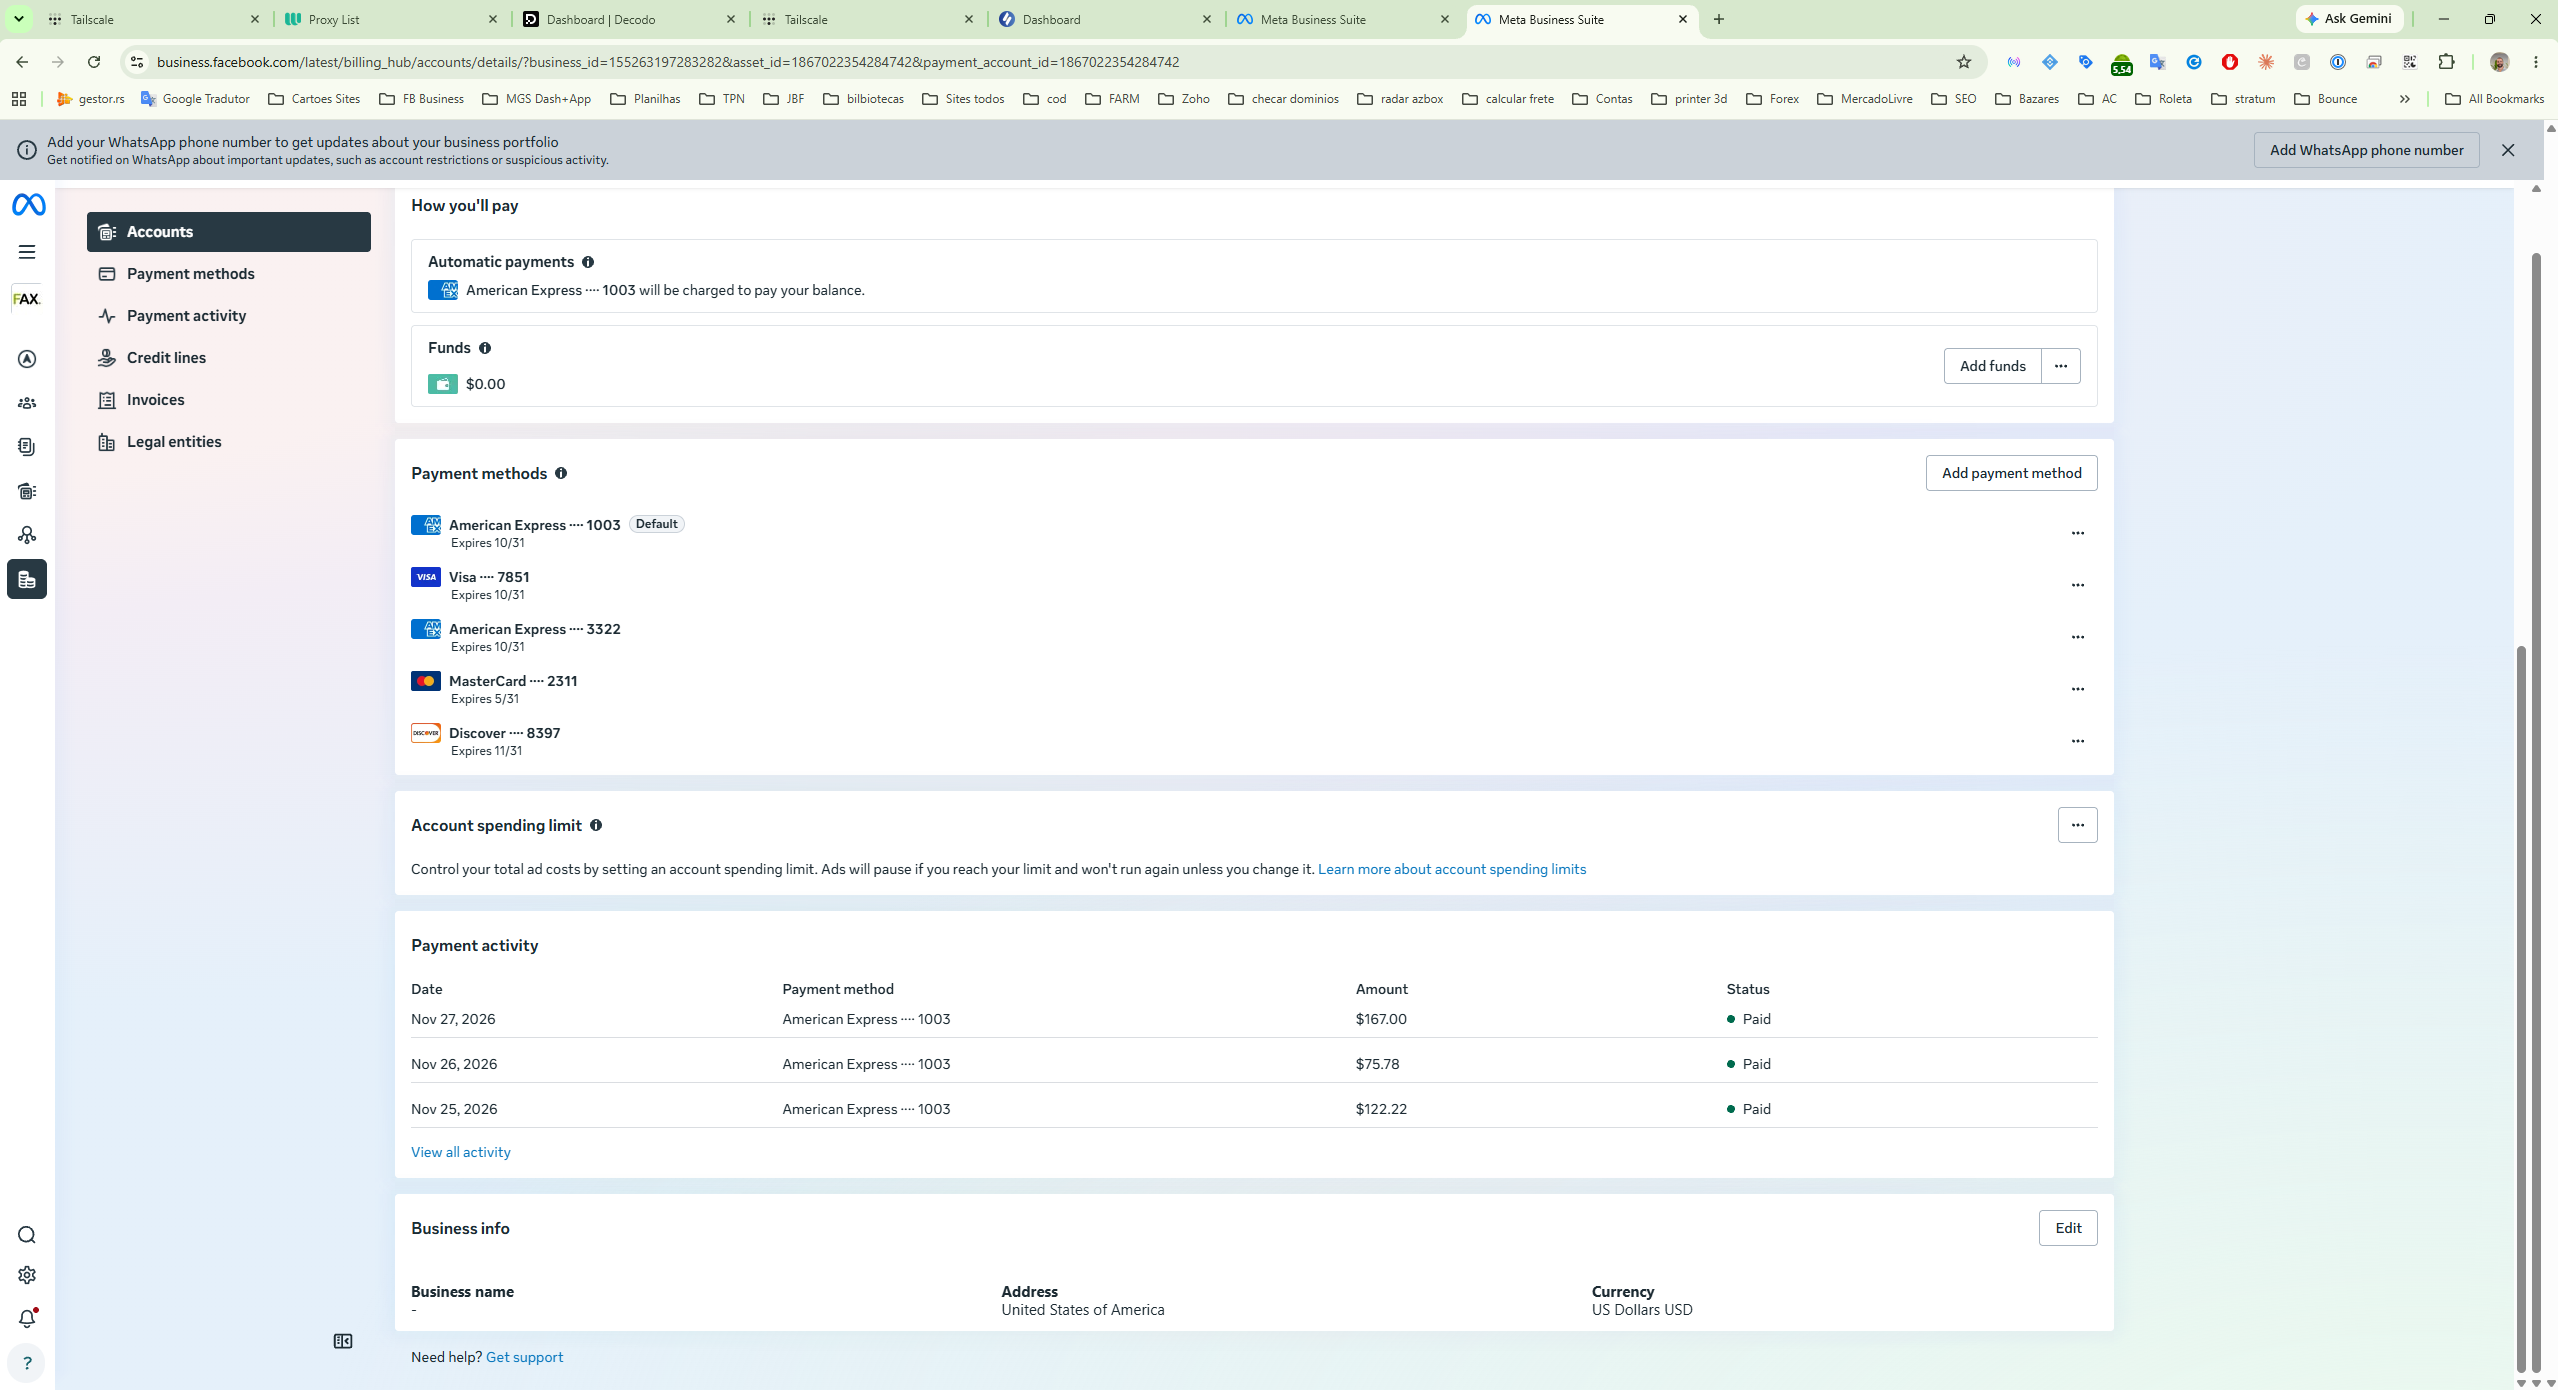 Tailscale
Proxy List
Dashboard | Decodo
Tailscale
Dashboard
Meta Business Suite
Meta Business Suite
Ask Gemini
business.facebook.com/latest/billing_hub/accounts/details/?business_id=155263197283282&asset_id=1867022354284742&payment_account_id=1867022354284742
5,54
gestor.rs
Google Tradutor
Cartoes Sites
FB Business
MGS Dash+App
Planilhas
TPN
JBF
bilbiotecas
Sites todos
cod
FARM
Zoho
checar dominios
radar azbox
calcular frete
Contas
printer 3d
Forex
MercadoLivre
SEO
Bazares
AC
Roleta
stratum
Bounce
All Bookmarks
Add your WhatsApp phone number to get updates about your business portfolio
Get notified on WhatsApp about important updates, such as account restrictions or suspicious activity.
Add WhatsApp phone number
FAX.
Accounts
Payment methods
Payment activity
Credit lines
Invoices
Legal entities
How you'll pay
Automatic payments
American Express ···· 1003 will be charged to pay your balance.
Funds
$0.00
Add funds
Payment methods
Add payment method
American Express ···· 1003 Default
Expires 10/31
VISA Visa ···· 7851
Expires 10/31
American Express ···· 3322
Expires 10/31
MasterCard ···· 2311
Expires 5/31
DISCOVER Discover ···· 8397
Expires 11/31
Account spending limit
Control your total ad costs by setting an account spending limit. Ads will pause if you reach your limit and won't run again unless you change it. Learn more about account spending limits
Payment activity
Date Payment method Amount Status
Nov 27, 2026 American Express ···· 1003 $167.00 Paid
Nov 26, 2026 American Express ···· 1003 $75.78 Paid
Nov 25, 2026 American Express ···· 1003 $122.22 Paid
View all activity
Business info
Edit
Business name Address Currency
- United States of America US Dollars USD
Need help? Get support